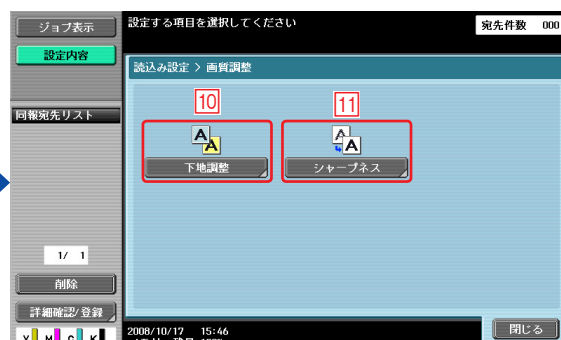 ジョブ表示
設定する項目を選択してください
宛先件数 000
設定内容
読込み設定 > 画質調整
同報宛先リスト
10
11
下地調整
シャープネス
1/ 1
削除
詳細確認/登録
閉じる
2008/10/17 15:46
Y M C K